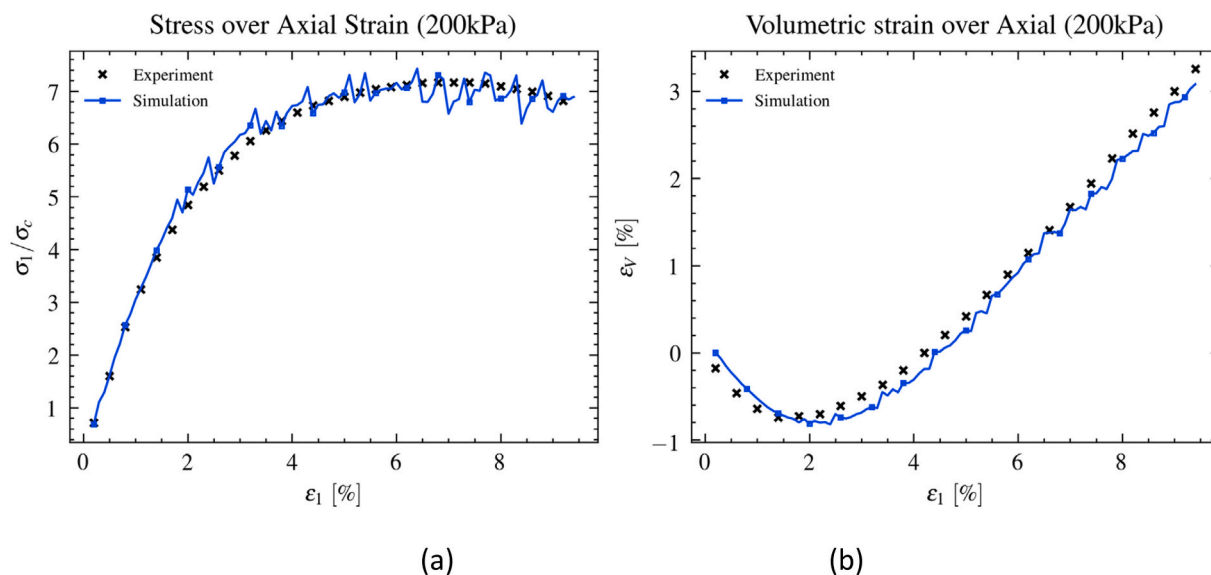 Stress over Axial Strain (200kPa)
Experiment
Simulation
7
6
5
4
3
2
1
0
2
4
6
8
σ₁/σ_c
ε₁ [%]
(a)
Volumetric strain over Axial (200kPa)
Experiment
Simulation
3
2
1
0
−1
0
2
4
6
8
ε_V [%]
ε₁ [%]
(b)